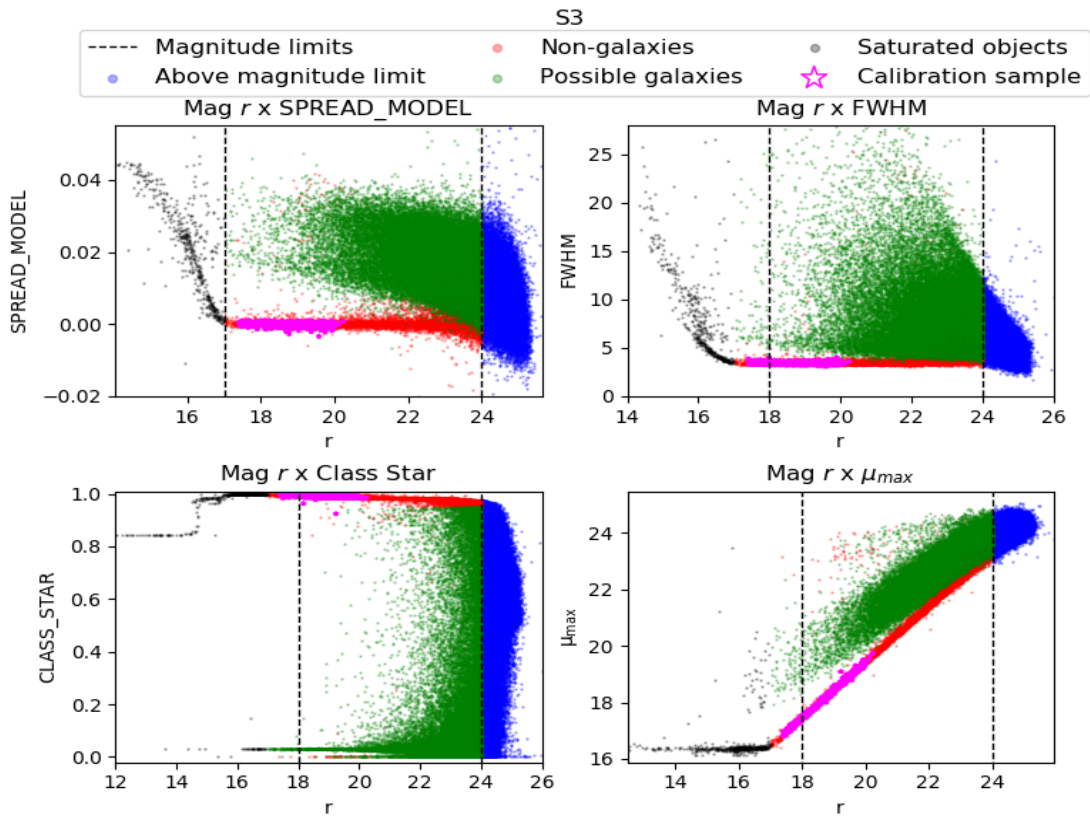 S3
Magnitude limits
Non-galaxies
Saturated objects
Above magnitude limit
Possible galaxies
Calibration sample
Mag r x SPREAD_MODEL
Mag r x FWHM
SPREAD_MODEL
0.04
0.02
0.00
−0.02
16 18 20 22 24
r
FWHM
25
20
15
10
5
0
14 16 18 20 22 24 26
r
Mag r x Class Star
Mag r x μmax
CLASS_STAR
1.0
0.8
0.6
0.4
0.2
0.0
12 14 16 18 20 22 24 26
r
μmax
24
22
20
18
16
14 16 18 20 22 24
r